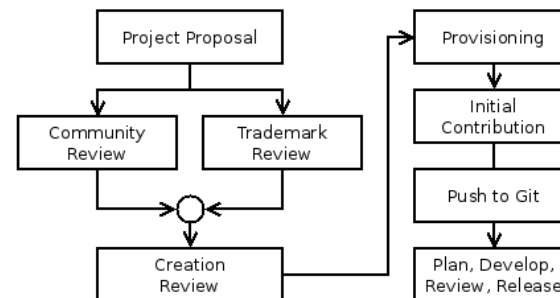 Project Proposal
Community
Review
Trademark
Review
Creation
Review
Provisioning
Initial
Contribution
Push to Git
Plan, Develop,
Review, Release